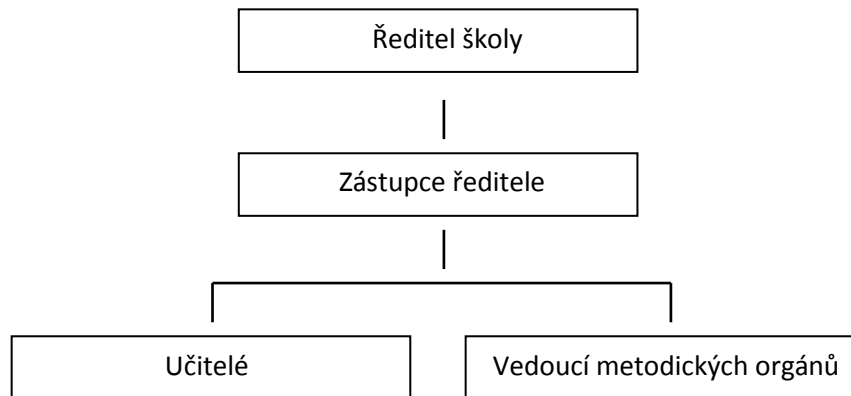 Ředitel školy
Zástupce ředitele
Učitelé
Vedoucí metodických orgánů